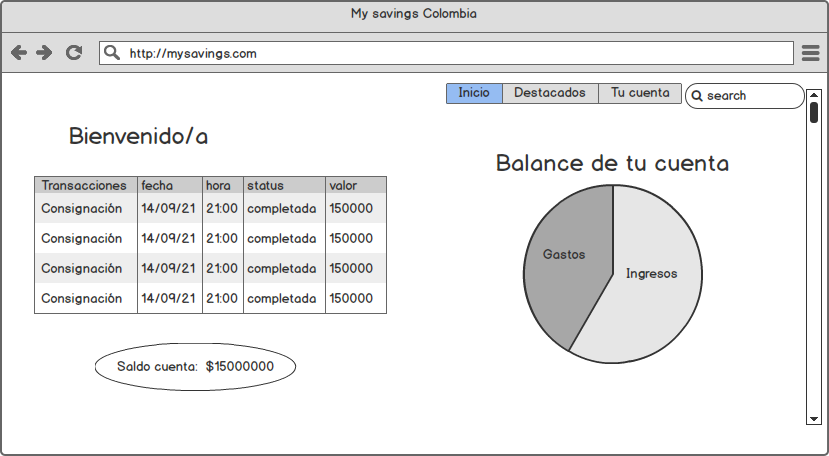 My savings Colombia
http://mysavings.com
Inicio Destacados Tu cuenta search
Bienvenido/a
Balance de tu cuenta
Transacciones fecha hora status valor
Consignación 14/09/21 21:00 completada 150000
Consignación 14/09/21 21:00 completada 150000
Consignación 14/09/21 21:00 completada 150000
Consignación 14/09/21 21:00 completada 150000
Gastos
Ingresos
Saldo cuenta: $15000000